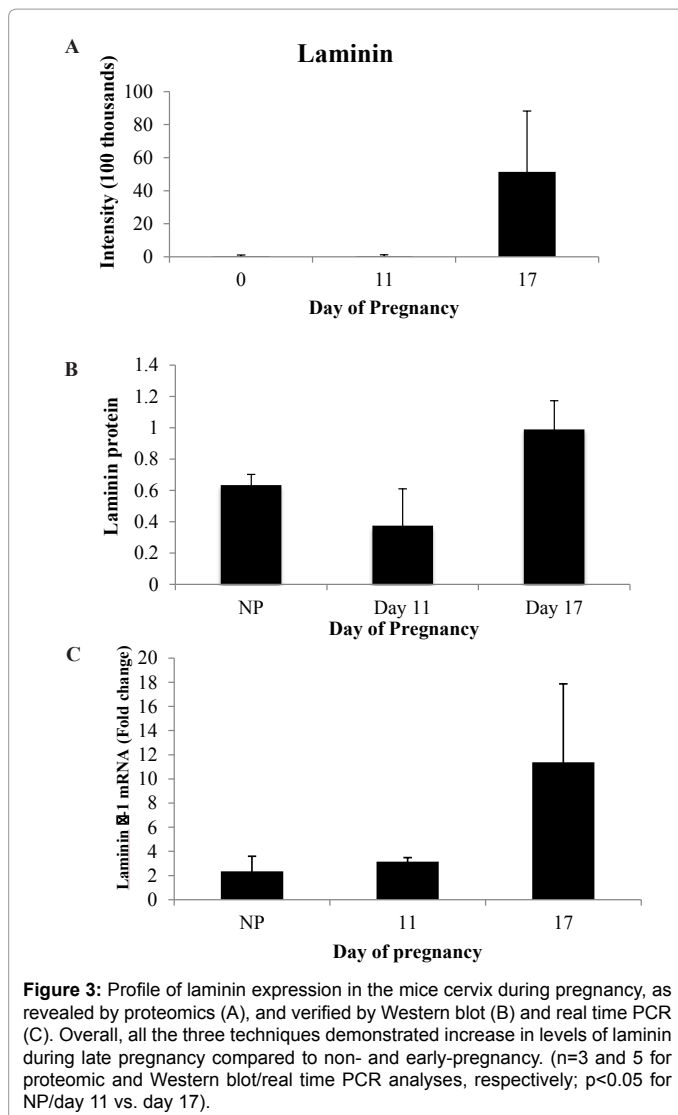 A
Laminin
Intensity (100 thousands)
100
80
60
40
20
0
0 11 17
Day of Pregnancy
B
Laminin protein
1.4
1.2
1
0.8
0.6
0.4
0.2
0
NP Day 11 Day 17
Day of Pregnancy
C
Laminin -1 mRNA (Fold change)
20
18
16
14
12
10
8
6
4
2
0
NP 11 17
Day of pregnancy
Figure 3: Profile of laminin expression in the mice cervix during pregnancy, as
revealed by proteomics (A), and verified by Western blot (B) and real time PCR
(C). Overall, all the three techniques demonstrated increase in levels of laminin
during late pregnancy compared to non- and early-pregnancy. (n=3 and 5 for
proteomic and Western blot/real time PCR analyses, respectively; p<0.05 for
NP/day 11 vs. day 17).